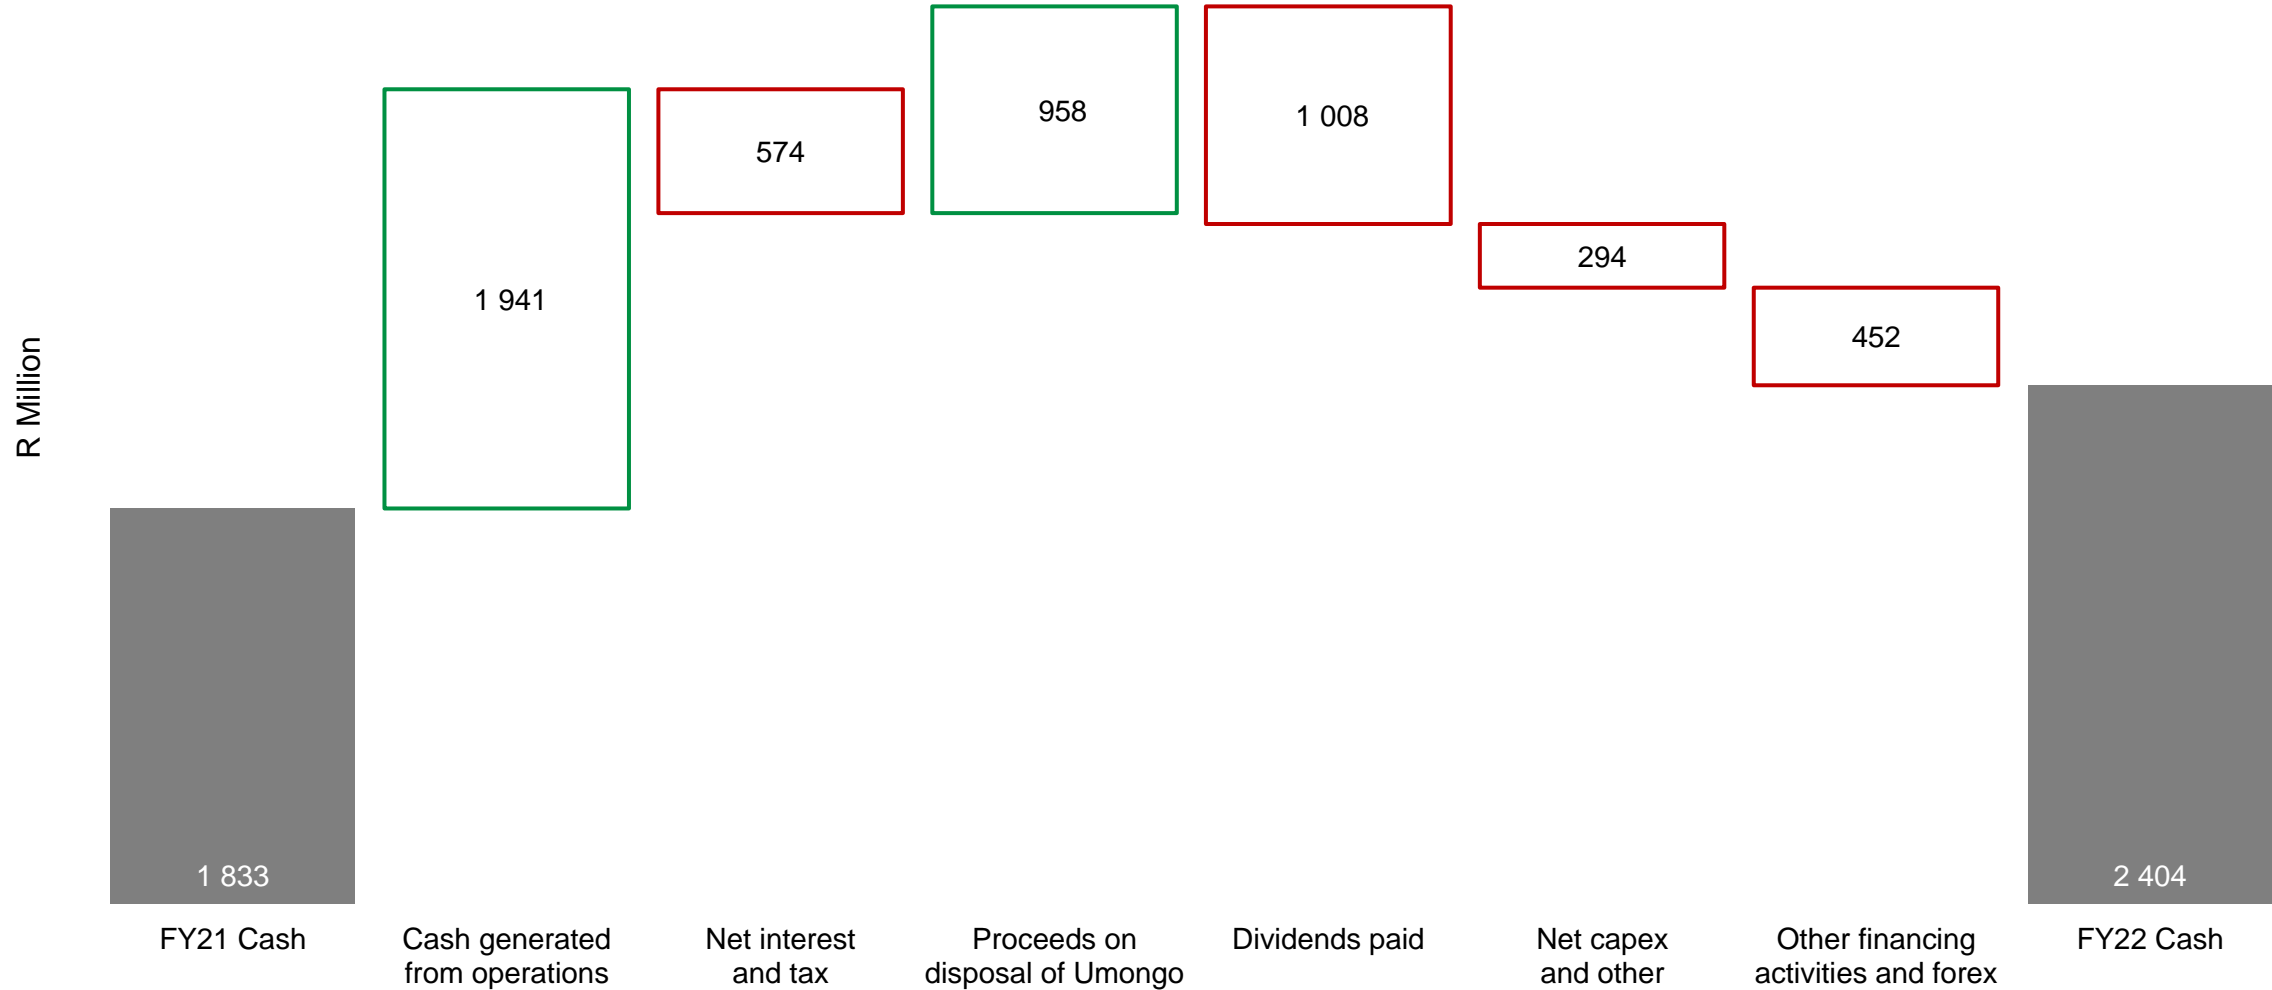 R Million
1 833
1 941
574
958
1 008
294
452
2 404
FY21 Cash
Cash generated
from operations
Net interest
and tax
Proceeds on
disposal of Umongo
Dividends paid
Net capex
and other
Other financing
activities and forex
FY22 Cash